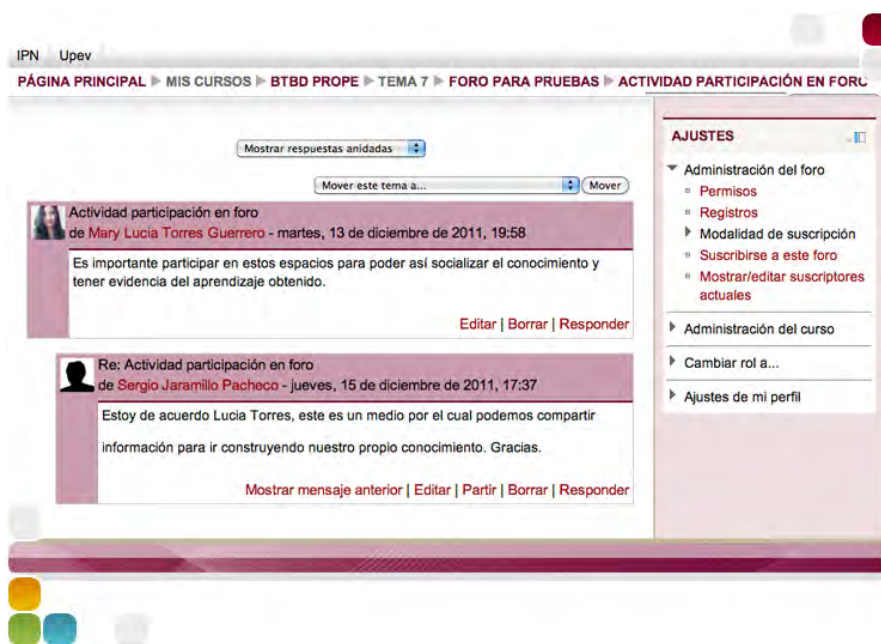 IPN Upev
PÁGINA PRINCIPAL ▶ MIS CURSOS ▶ BTBD PROPE ▶ TEMA 7 ▶ FORO PARA PRUEBAS ▶ ACTIVIDAD PARTICIPACIÓN EN FORO
Mostrar respuestas anidadas
Mover este tema a... Mover
Actividad participación en foro
de Mary Lucia Torres Guerrero - martes, 13 de diciembre de 2011, 19:58
Es importante participar en estos espacios para poder así socializar el conocimiento y
tener evidencia del aprendizaje obtenido.
Editar | Borrar | Responder
Re: Actividad participación en foro
de Sergio Jaramillo Pacheco - jueves, 15 de diciembre de 2011, 17:37
Estoy de acuerdo Lucia Torres, este es un medio por el cual podemos compartir
información para ir construyendo nuestro propio conocimiento. Gracias.
Mostrar mensaje anterior | Editar | Partir | Borrar | Responder
AJUSTES
Administración del foro
Permisos
Registros
Modalidad de suscripción
Suscribirse a este foro
Mostrar/editar suscriptores
actuales
Administración del curso
Cambiar rol a...
Ajustes de mi perfil